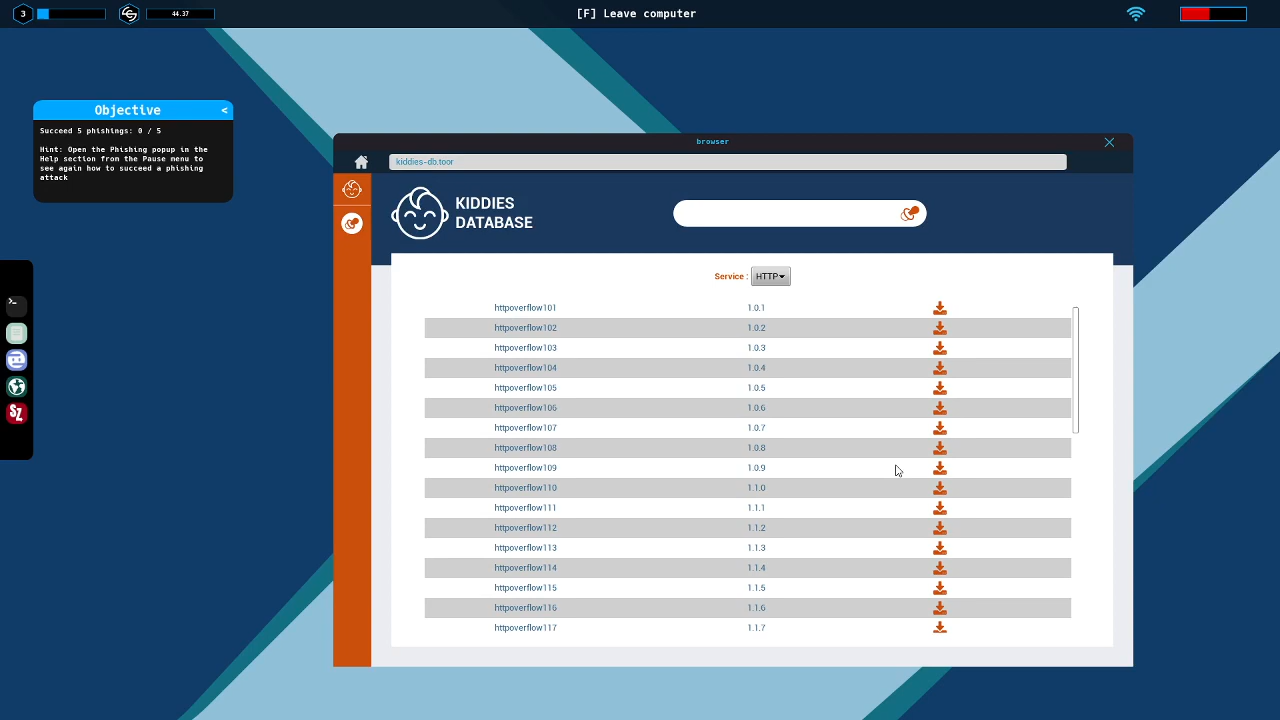 3
44.37
[F] Leave computer
Objective <
Succeed 5 phishings: 0 / 5
Hint: Open the Phishing popup in the
Help section from the Pause menu to
see again how to succeed a phishing
attack
browser
kiddies-db.toor
KIDDIES
DATABASE
Service : HTTP
httpoverflow101 1.0.1
httpoverflow102 1.0.2
httpoverflow103 1.0.3
httpoverflow104 1.0.4
httpoverflow105 1.0.5
httpoverflow106 1.0.6
httpoverflow107 1.0.7
httpoverflow108 1.0.8
httpoverflow109 1.0.9
httpoverflow110 1.1.0
httpoverflow111 1.1.1
httpoverflow112 1.1.2
httpoverflow113 1.1.3
httpoverflow114 1.1.4
httpoverflow115 1.1.5
httpoverflow116 1.1.6
httpoverflow117 1.1.7
SZ